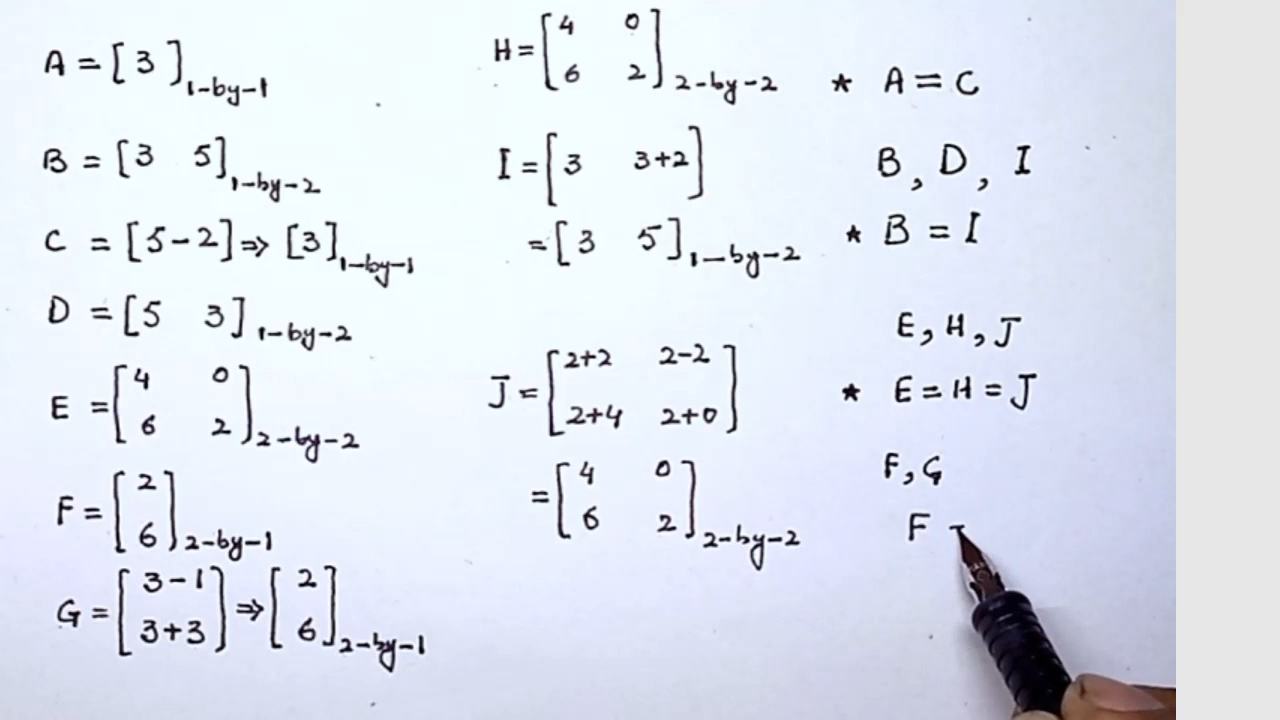 A = [ 3 ] 1-by-1
B = [ 3 5 ] 1-by-2
C = [ 5-2 ] ⇒ [ 3 ] 1-by-1
D = [ 5 3 ] 1-by-2
E = [ 4 0
6 2 ] 2-by-2
F = [ 2
6 ] 2-by-1
G = [ 3-1
3+3 ] ⇒ [ 2
6 ] 2-by-1
H = [ 4 0
6 2 ] 2-by-2
I = [ 3 3+2 ]
= [ 3 5 ] 1-by-2
J = [ 2+2 2-2
2+4 2+0 ]
= [ 4 0
6 2 ] 2-by-2
* A = C
B, D, I
* B = I
E, H, J
* E = H = J
F, G
F -